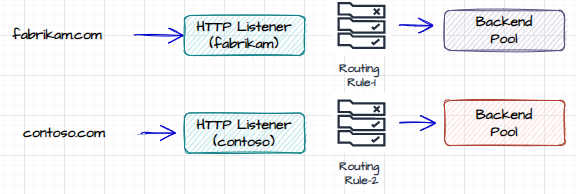 fabrikam.com
HTTP Listener
(fabrikam)
Routing
Rule-1
Backend
Pool
contoso.com
HTTP Listener
(contoso)
Routing
Rule-2
Backend
Pool